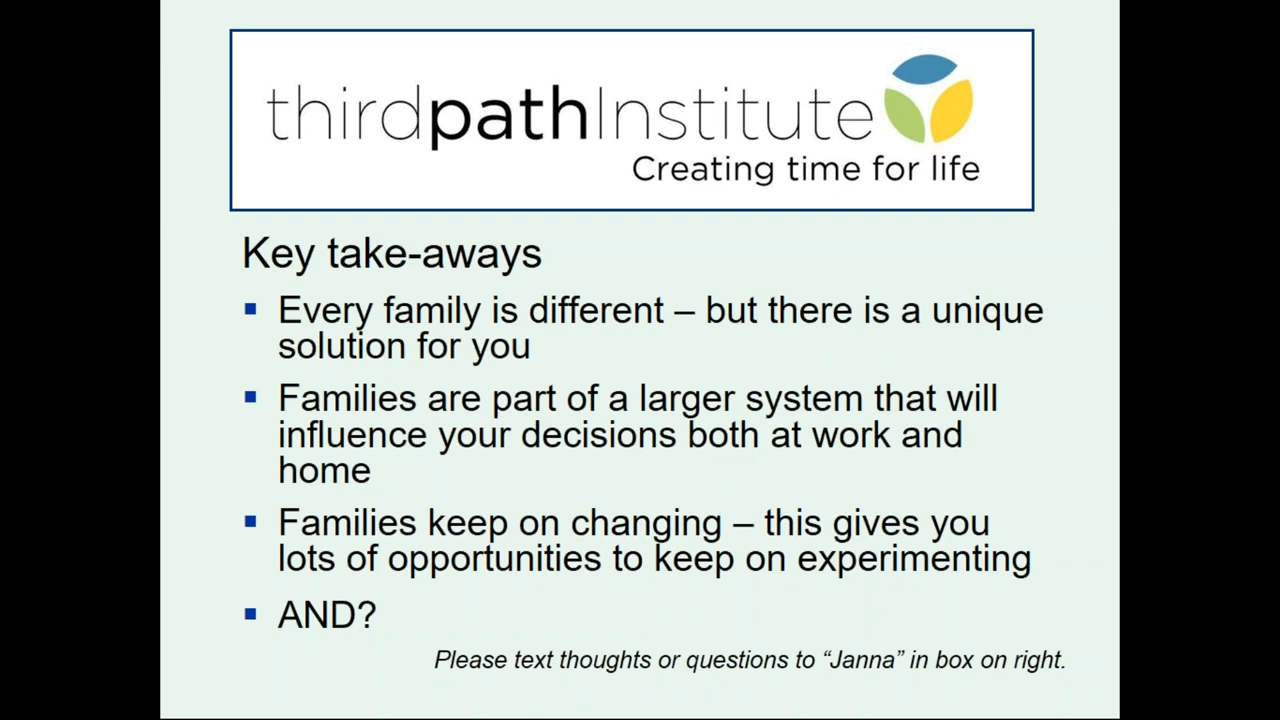 thirdpathInstitute
Creating time for life
Key take-aways
▪ Every family is different – but there is a unique
solution for you
▪ Families are part of a larger system that will
influence your decisions both at work and
home
▪ Families keep on changing – this gives you
lots of opportunities to keep on experimenting
▪ AND?
Please text thoughts or questions to “Janna” in box on right.